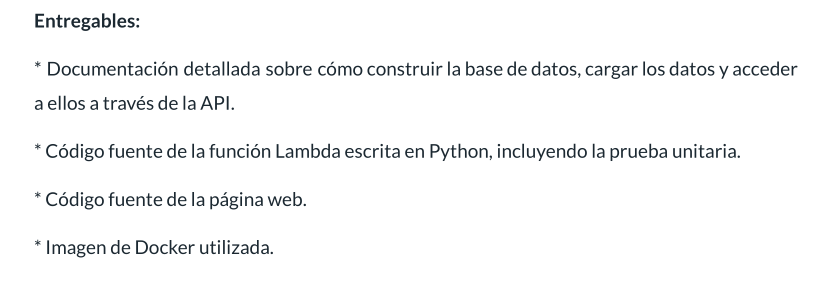 Entregables:
* Documentación detallada sobre cómo construir la base de datos, cargar los datos y acceder
a ellos a través de la API.
* Código fuente de la función Lambda escrita en Python, incluyendo la prueba unitaria.
* Código fuente de la página web.
* Imagen de Docker utilizada.